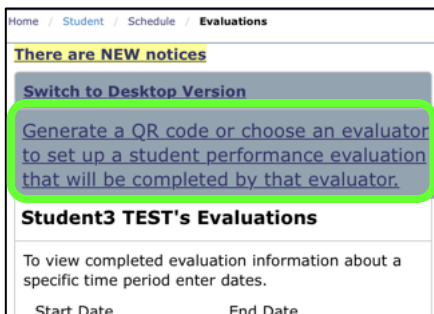 Home / Student / Schedule / Evaluations
There are NEW notices
Switch to Desktop Version
Generate a QR code or choose an evaluator
to set up a student performance evaluation
that will be completed by that evaluator.
Student3 TEST's Evaluations
To view completed evaluation information about a
specific time period enter dates.
Start Date End Date